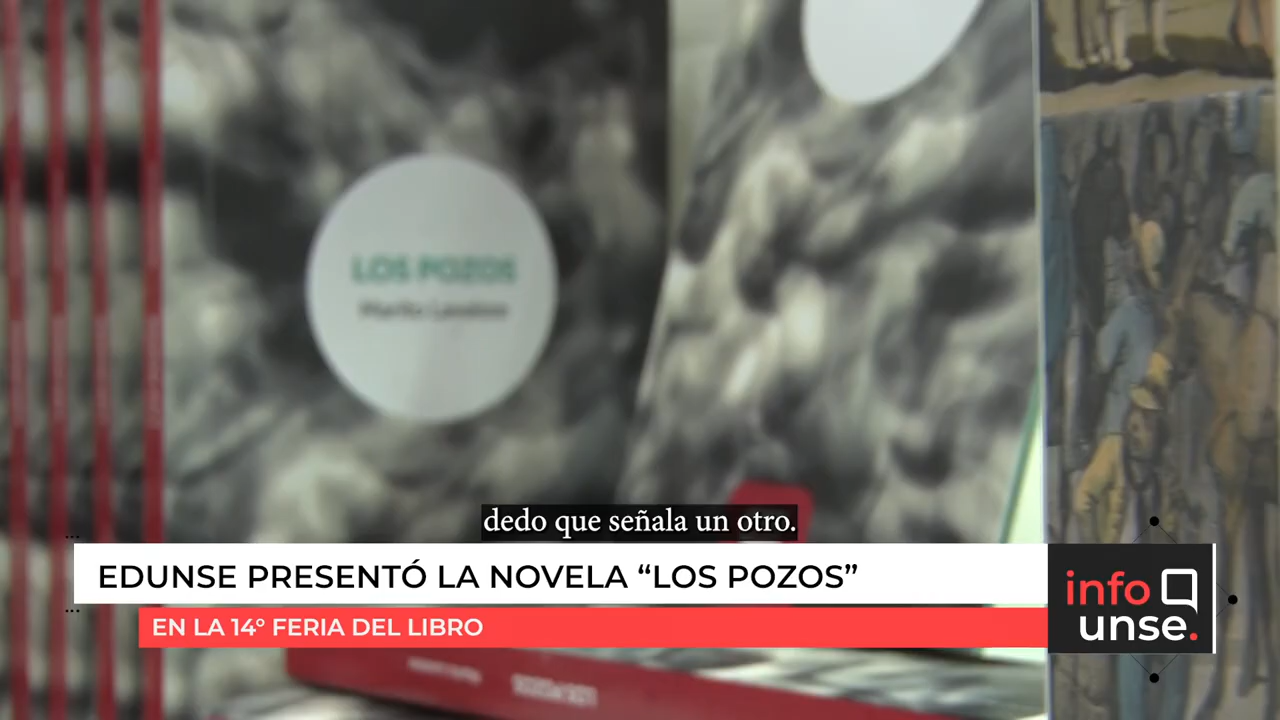 LOS POZOS
dedo que señala un otro.
EDUNSE PRESENTÓ LA NOVELA “LOS POZOS”
EN LA 14° FERIA DEL LIBRO
info
unse.